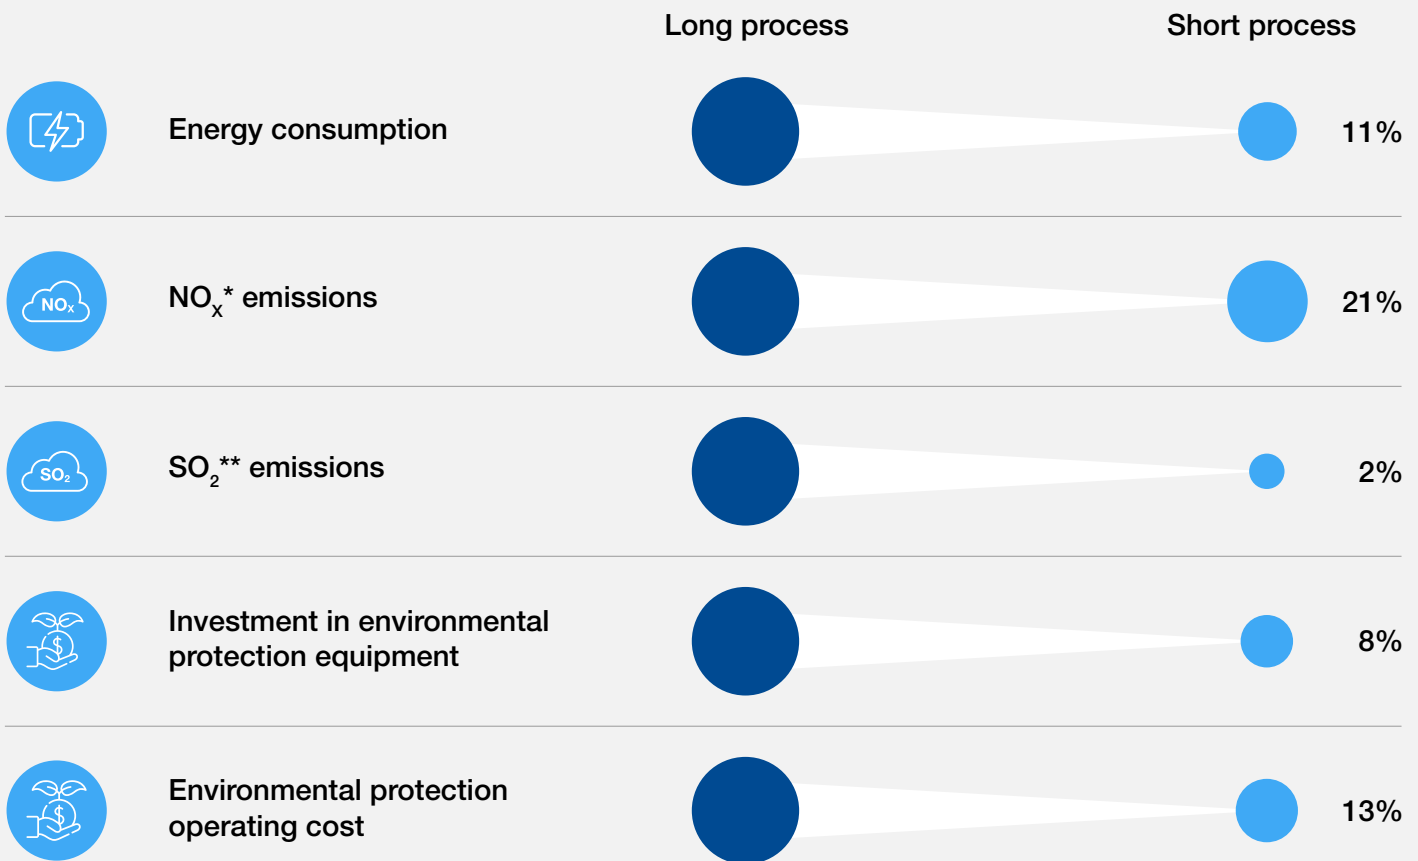 Long process Short process
Energy consumption 11%
NOₓ
NOₓ* emissions 21%
SO₂
SO₂** emissions 2%
$
Investment in environmental
protection equipment 8%
$
Environmental protection
operating cost 13%